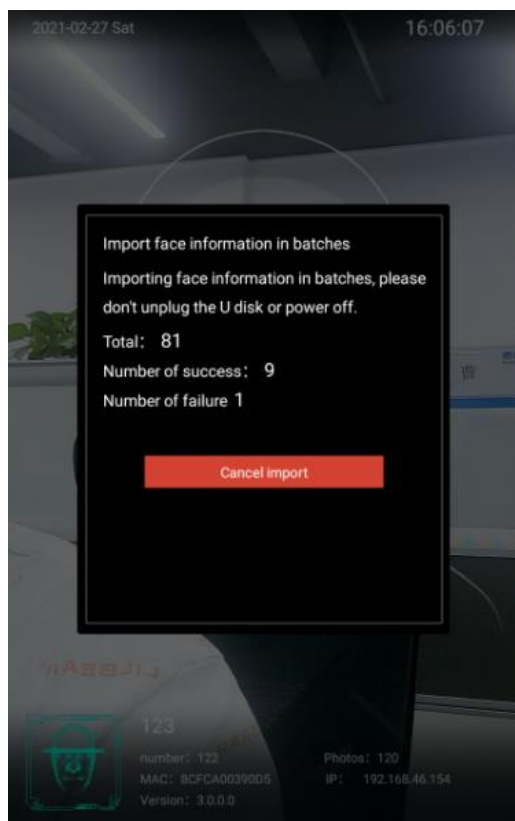 2021-02-27 Sat
16:06:07
Import face information in batches
Importing face information in batches, please
don't unplug the U disk or power off.
Total： 81
Number of success： 9
Number of failure 1
Cancel import
123
number：122
Photos：120
MAC：8CFCA00390D5
IP： 192.168.46.154
Version：3.0.0.0